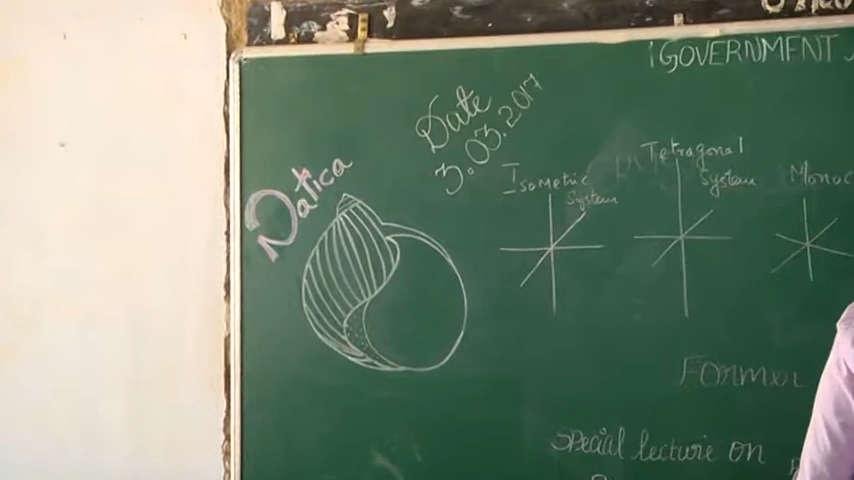 GOVERNMENT
Date
3.03.2017
Natica
Isometric
System
Tetragonal
System
Monoc
Former
Special lecture on